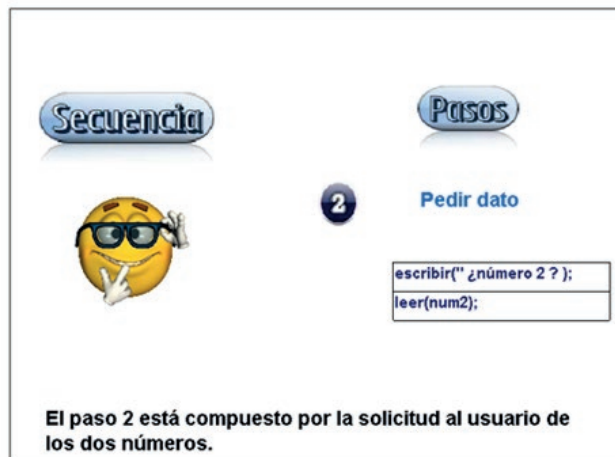 Secuencia
Pasos
2
Pedir dato
escribir(" ¿número 2 ? );
leer(num2);
El paso 2 está compuesto por la solicitud al usuario de
los dos números.